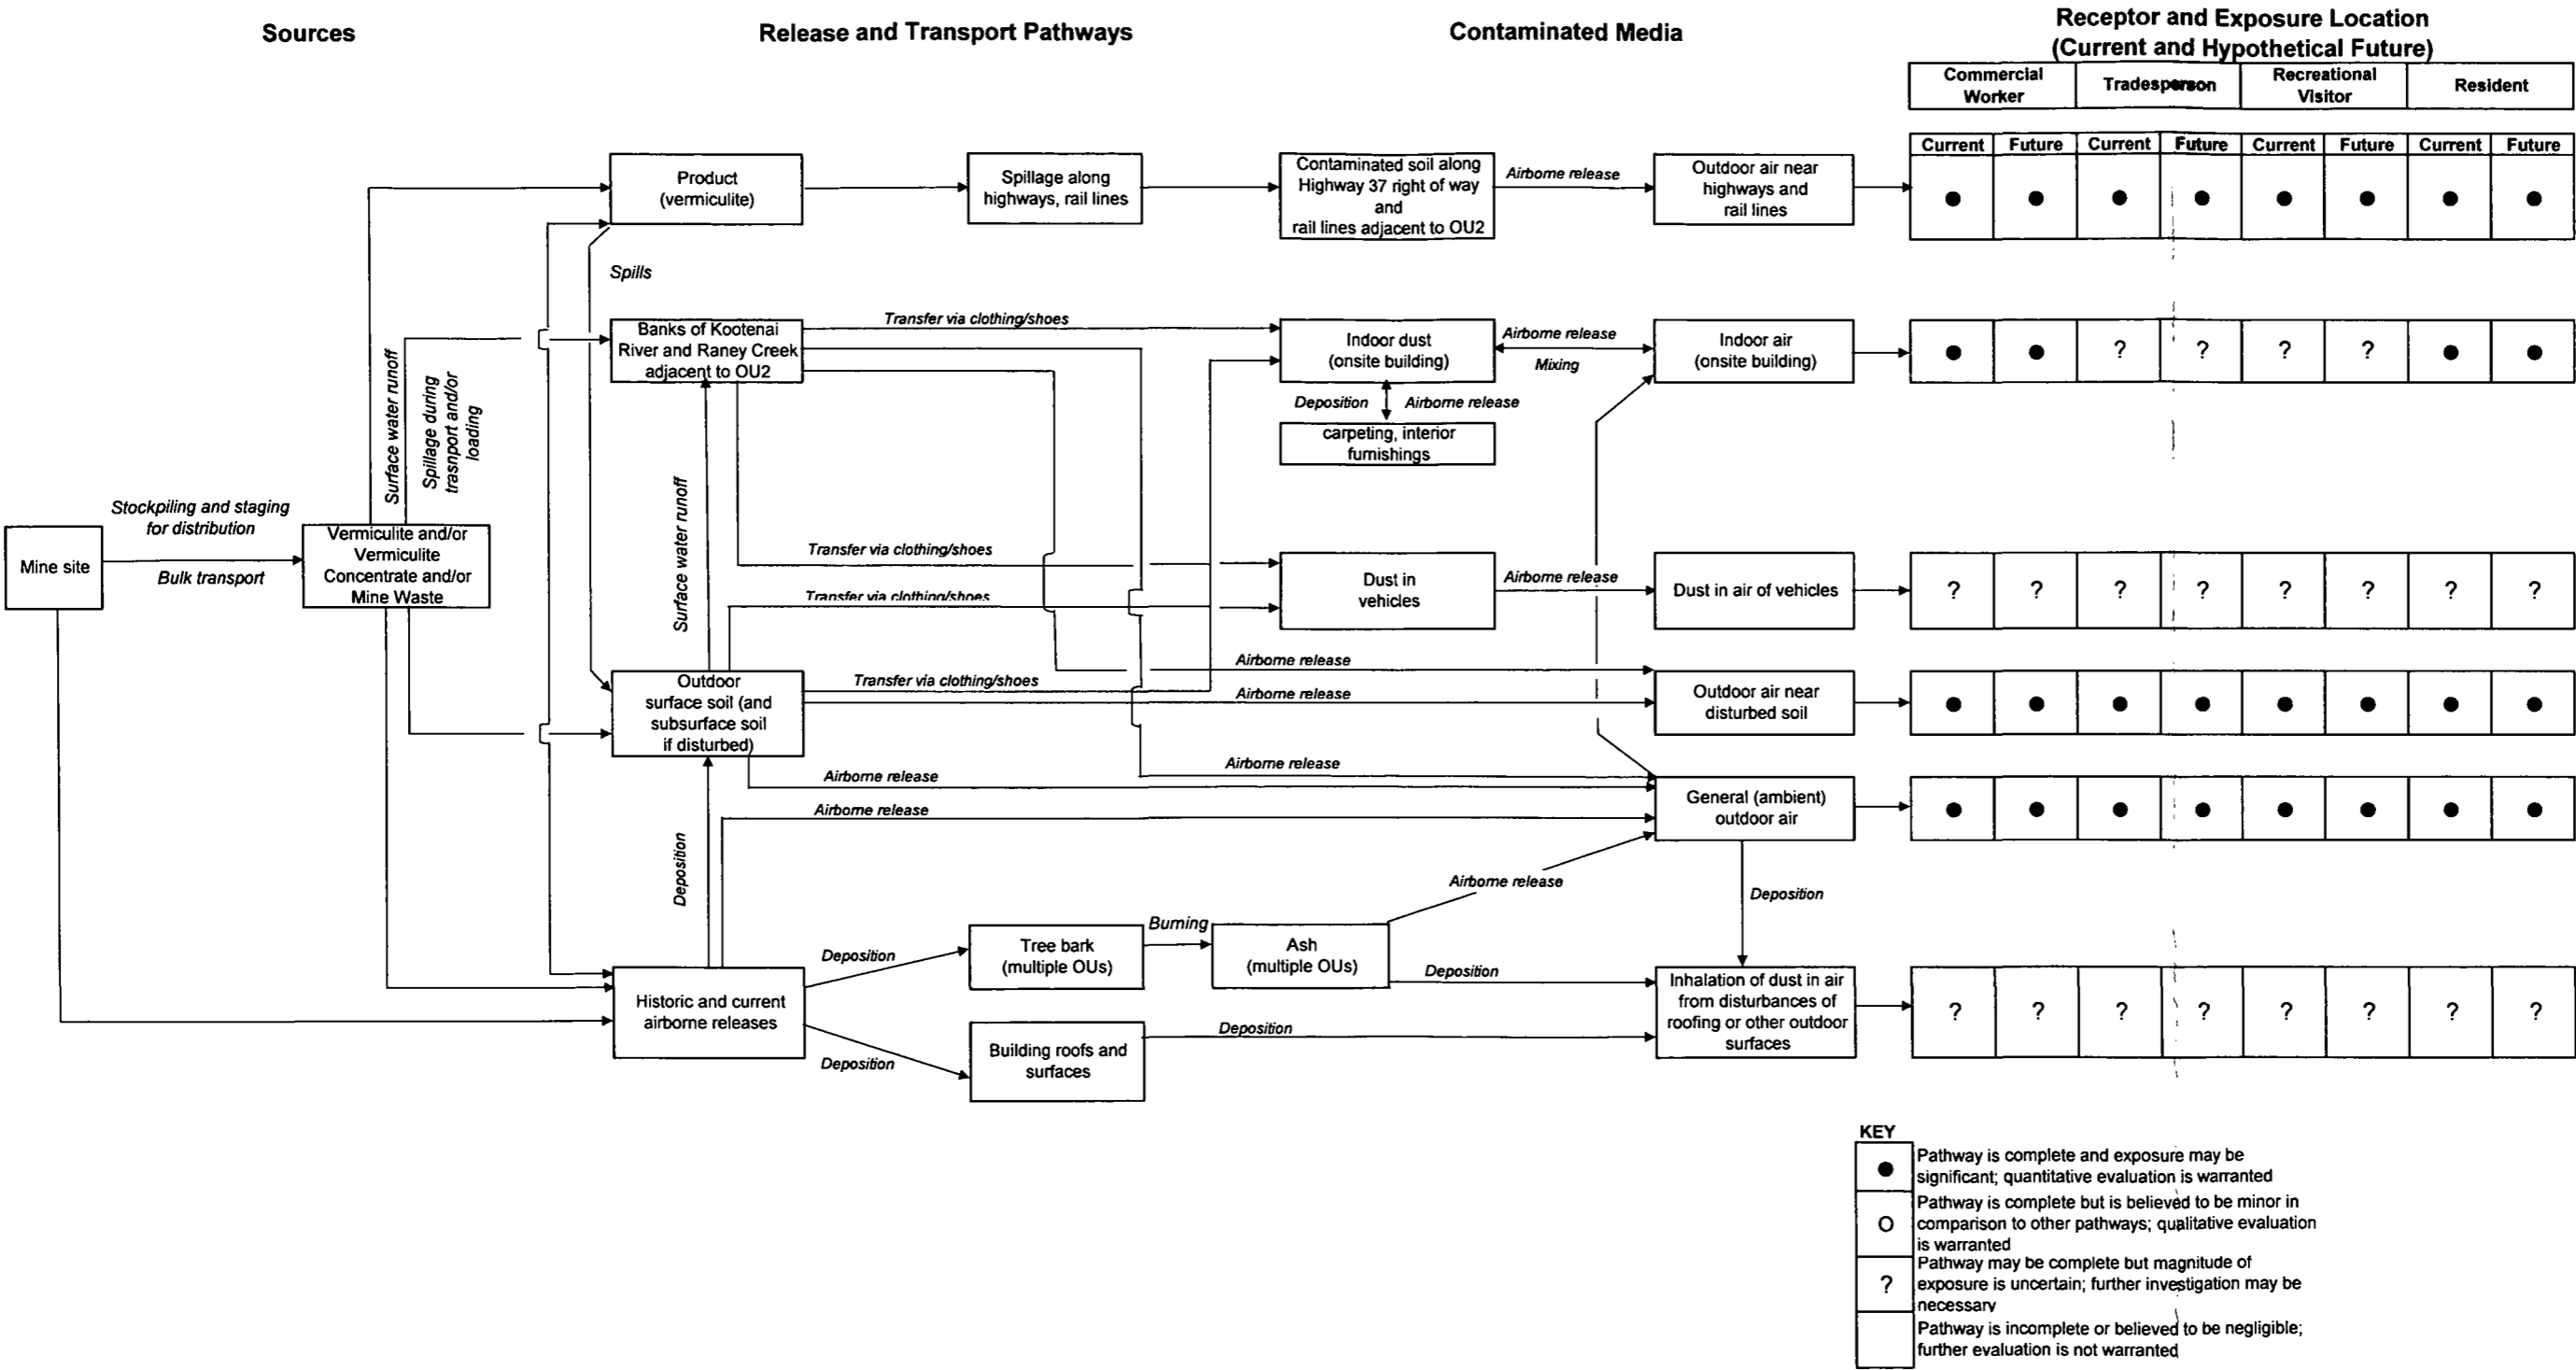 Sources
Release and Transport Pathways
Contaminated Media
Receptor and Exposure Location
(Current and Hypothetical Future)
Commercial
Worker
Tradesperson
Recreational
Visitor
Resident
Current
Future
Current
Future
Current
Future
Current
Future
Product
(vermiculite)
Spillage along
highways, rail lines
Contaminated soil along
Highway 37 right of way
and
rail lines adjacent to OU2
Airborne release
Outdoor air near
highways and
rail lines
Spills
Banks of Kootenai
River and Raney Creek
adjacent to OU2
Transfer via clothing/shoes
Indoor dust
(onsite building)
Airborne release
Mixing
Indoor air
(onsite building)
? ? ? ?
Deposition
Airborne release
carpeting, interior
furnishings
Surface water runoff
Spillage during
trasnport and/or
loading
Mine site
Stockpiling and staging
for distribution
Bulk transport
Vermiculite and/or
Vermiculite
Concentrate and/or
Mine Waste
Surface water runoff
Transfer via clothing/shoes
Transfer via clothing/shoes
Dust in
vehicles
Airborne release
Dust in air of vehicles
? ? ? ? ? ? ? ?
Outdoor
surface soil (and
subsurface soil
if disturbed)
Transfer via clothing/shoes
Airborne release
Airborne release
Outdoor air near
disturbed soil
Airborne release
Airborne release
Airborne release
General (ambient)
outdoor air
Deposition
Airborne release
Deposition
Historic and current
airborne releases
Deposition
Tree bark
(multiple OUs)
Burning
Ash
(multiple OUs)
Deposition
Deposition
Building roofs and
surfaces
Deposition
Inhalation of dust in air
from disturbances of
roofing or other outdoor
surfaces
? ? ? ? ? ? ? ?
KEY
Pathway is complete and exposure may be
significant; quantitative evaluation is warranted
O
Pathway is complete but is believed to be minor in
comparison to other pathways; qualitative evaluation
is warranted
?
Pathway may be complete but magnitude of
exposure is uncertain; further investigation may be
necessary
Pathway is incomplete or believed to be negligible;
further evaluation is not warranted